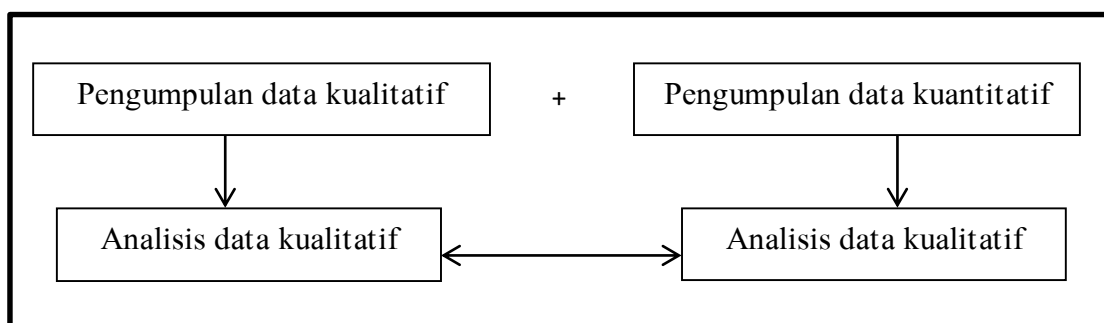 Pengumpulan data kualitatif + Pengumpulan data kuantitatif
Analisis data kualitatif Analisis data kualitatif